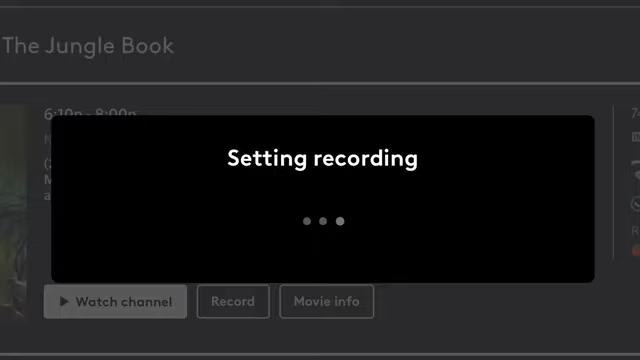 The Jungle Book
6:10p - 8:00p
Setting recording
Watch channel
Record
Movie info